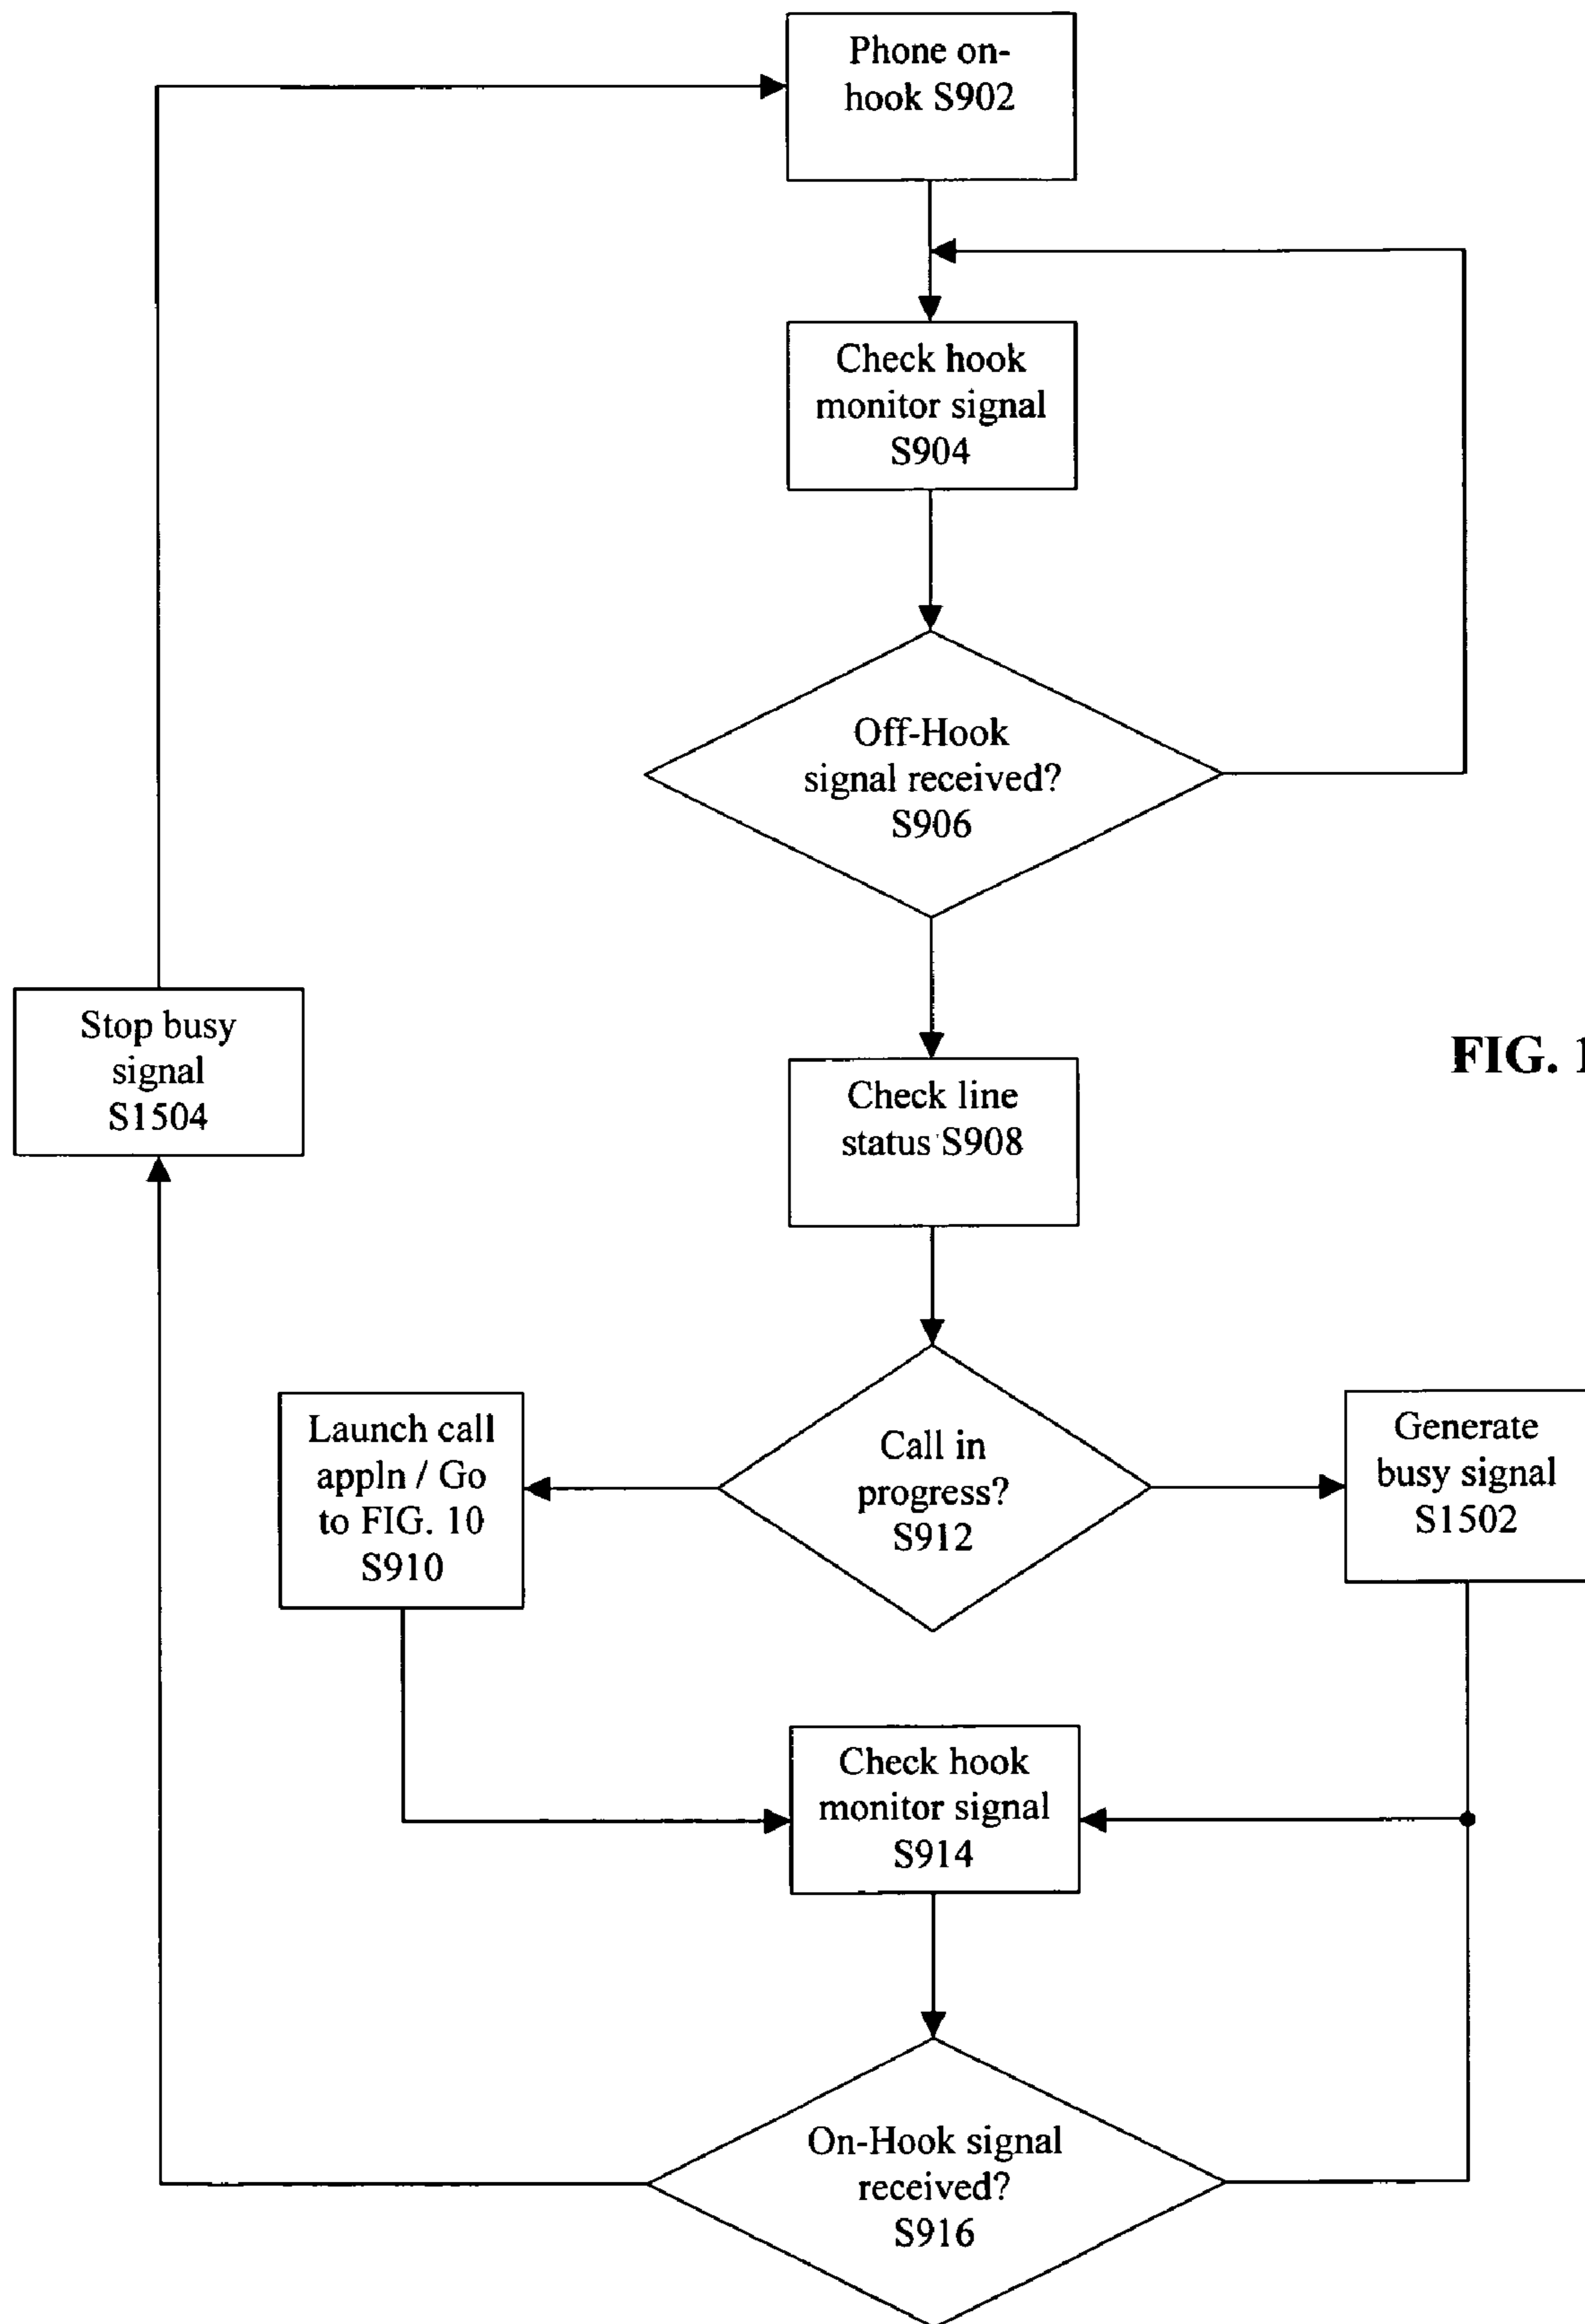 Phone on-
hook S902
Check hook
monitor signal
S904
Off-Hook
signal received?
S906
Stop busy
signal
S1504
FIG. 1
Check line
status S908
Launch call
appln / Go
to FIG. 10
S910
Call in
progress?
S912
Generate
busy signal
S1502
Check hook
monitor signal
S914
On-Hook signal
received?
S916